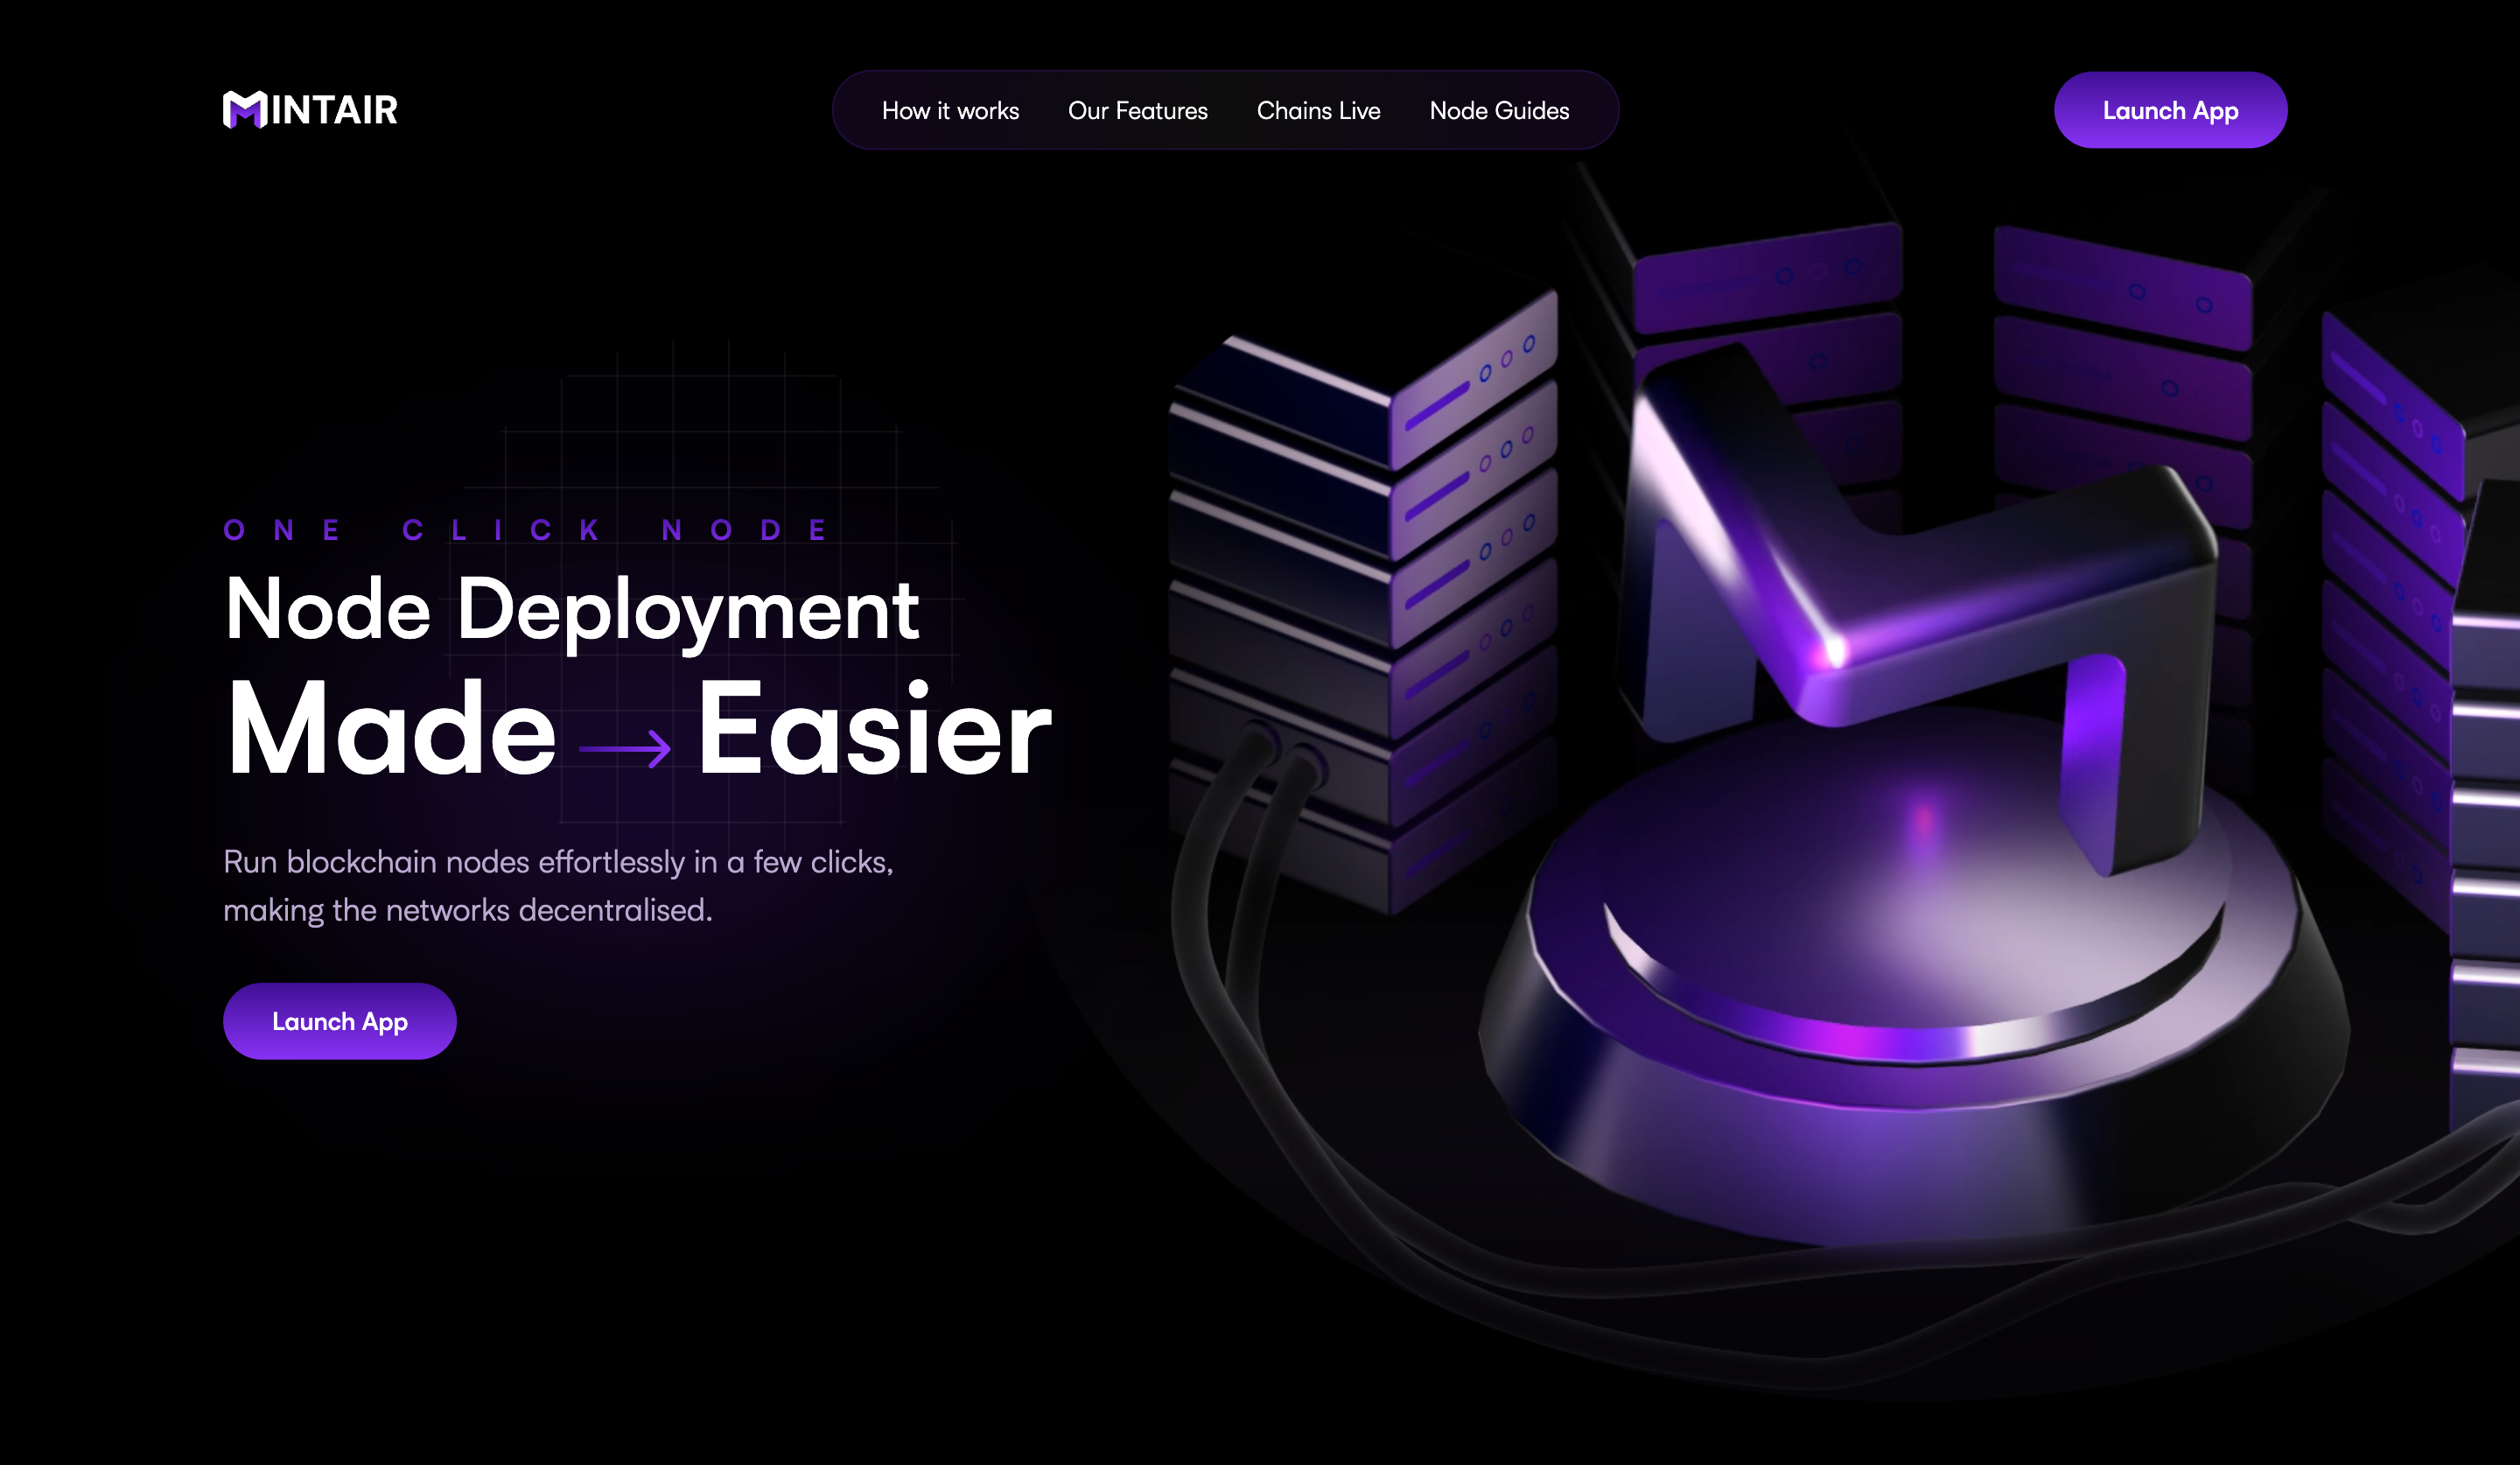 MINTAIR
How it works
Our Features
Chains Live
Node Guides
Launch App
ONE CLICK NODE
Node Deployment
Made → Easier
Run blockchain nodes effortlessly in a few clicks,
making the networks decentralised.
Launch App